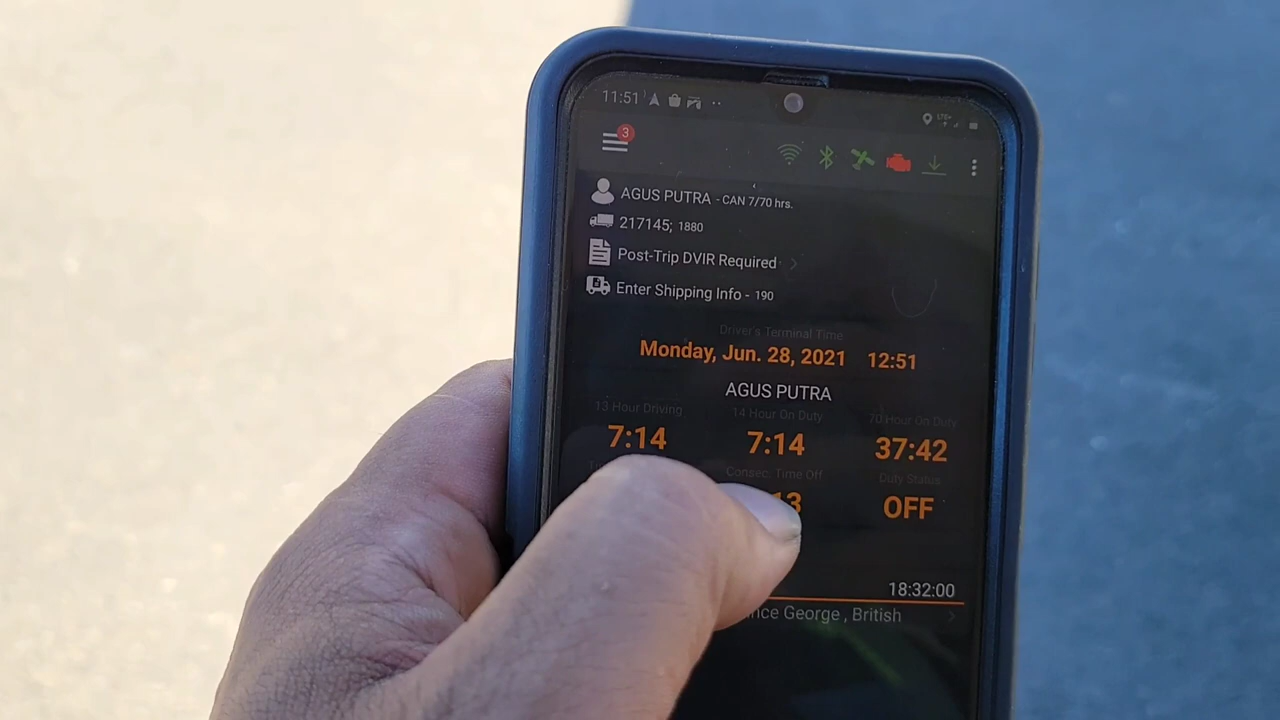 11:51
LTE+
3
AGUS PUTRA - CAN 7/70 hrs.
217145; 1880
Post-Trip DVIR Required
Enter Shipping Info - 190
Driver's Terminal Time
Monday, Jun. 28, 2021 12:51
AGUS PUTRA
13 Hour Driving 14 Hour On Duty 70 Hour On Duty
7:14 7:14 37:42
Consec. Time Off Duty Status
13 OFF
18:32:00
nce George , British